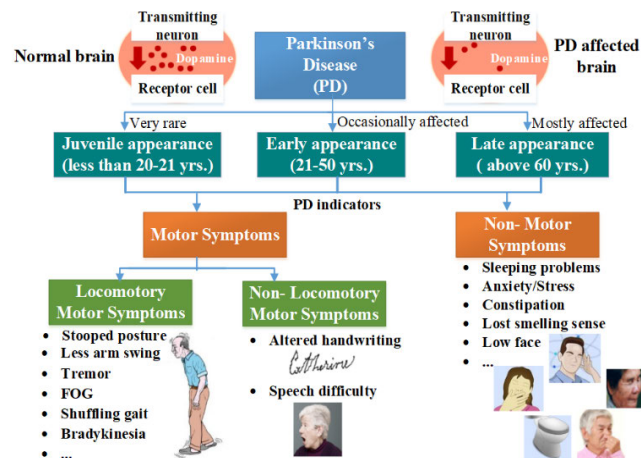 Transmitting
neuron
Normal brain
Dopamine
Receptor cell
Parkinson's
Disease
(PD)
Transmitting
neuron
Dopamine
Receptor cell
PD affected
brain
Very rare
Occasionally affected
Mostly affected
Juvenile appearance
(less than 20-21 yrs.)
Early appearance
(21-50 yrs.)
Late appearance
( above 60 yrs.)
PD indicators
Motor Symptoms
Non- Motor
Symptoms
Locomotory
Motor Symptoms
Non- Locomotory
Motor Symptoms
• Stooped posture
• Less arm swing
• Tremor
• FOG
• Shuffling gait
• Bradykinesia
• ...
• Altered handwriting
Catherine
• Speech difficulty
• Sleeping problems
• Anxiety/Stress
• Constipation
• Lost smelling sense
• Low face
• ...